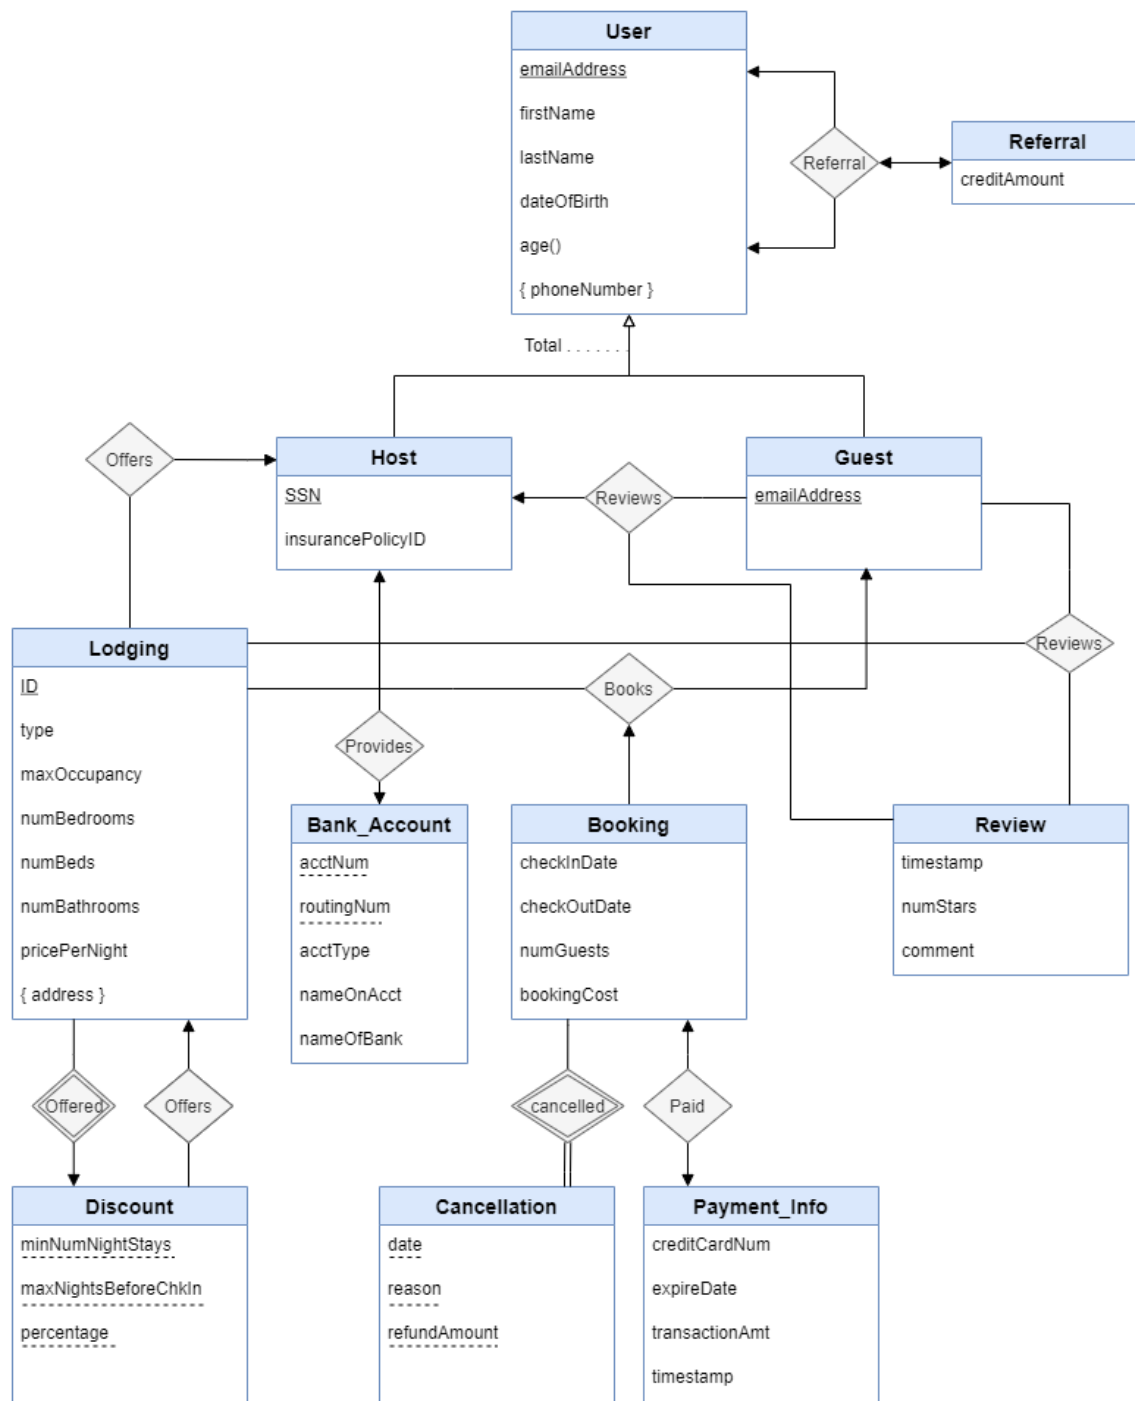 User
emailAddress
firstName
lastName
dateOfBirth
age()
{ phoneNumber }
Referral
Referral
creditAmount
Total . . . . . . .
Offers
Host
SSN
insurancePolicyID
Reviews
Guest
emailAddress
Lodging
ID
type
maxOccupancy
numBedrooms
numBeds
numBathrooms
pricePerNight
{ address }
Books
Reviews
Provides
Bank_Account
acctNum
routingNum
acctType
nameOnAcct
nameOfBank
Booking
checkInDate
checkOutDate
numGuests
bookingCost
Review
timestamp
numStars
comment
Offered
Offers
cancelled
Paid
Discount
minNumNightStays
maxNightsBeforeChkIn
percentage
Cancellation
date
reason
refundAmount
Payment_Info
creditCardNum
expireDate
transactionAmt
timestamp